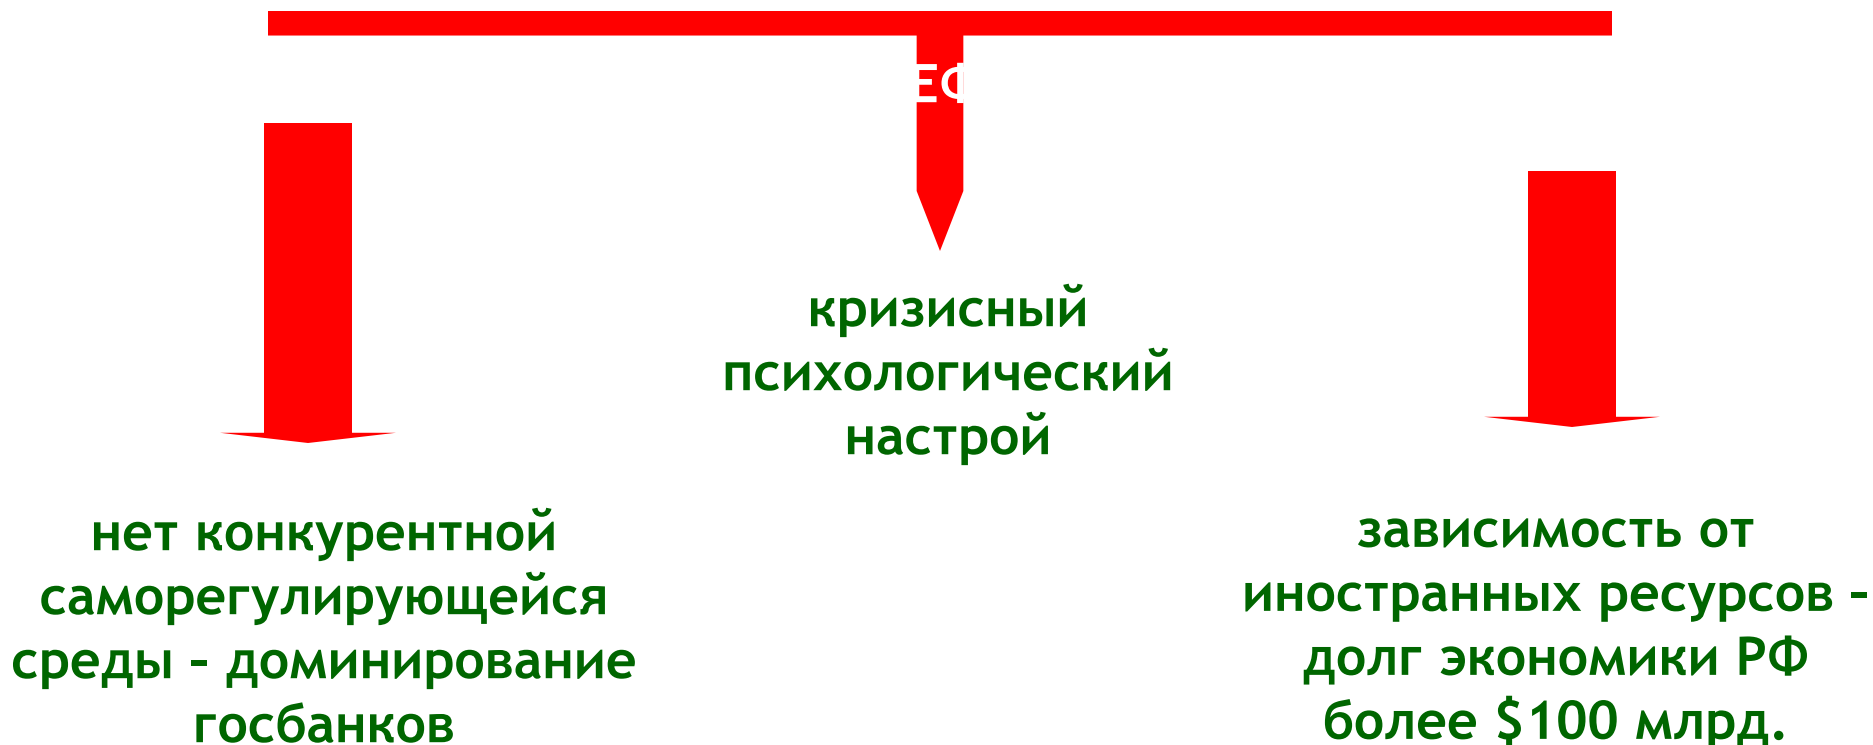 кризисный
психологический
настрой
нет конкурентной
саморегулирующейся
среды – доминирование
госбанков
зависимость от
иностранных ресурсов –
долг экономики РФ
более $100 млрд.